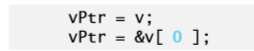 vPtr = v;
vPtr = &v[ 0 ];